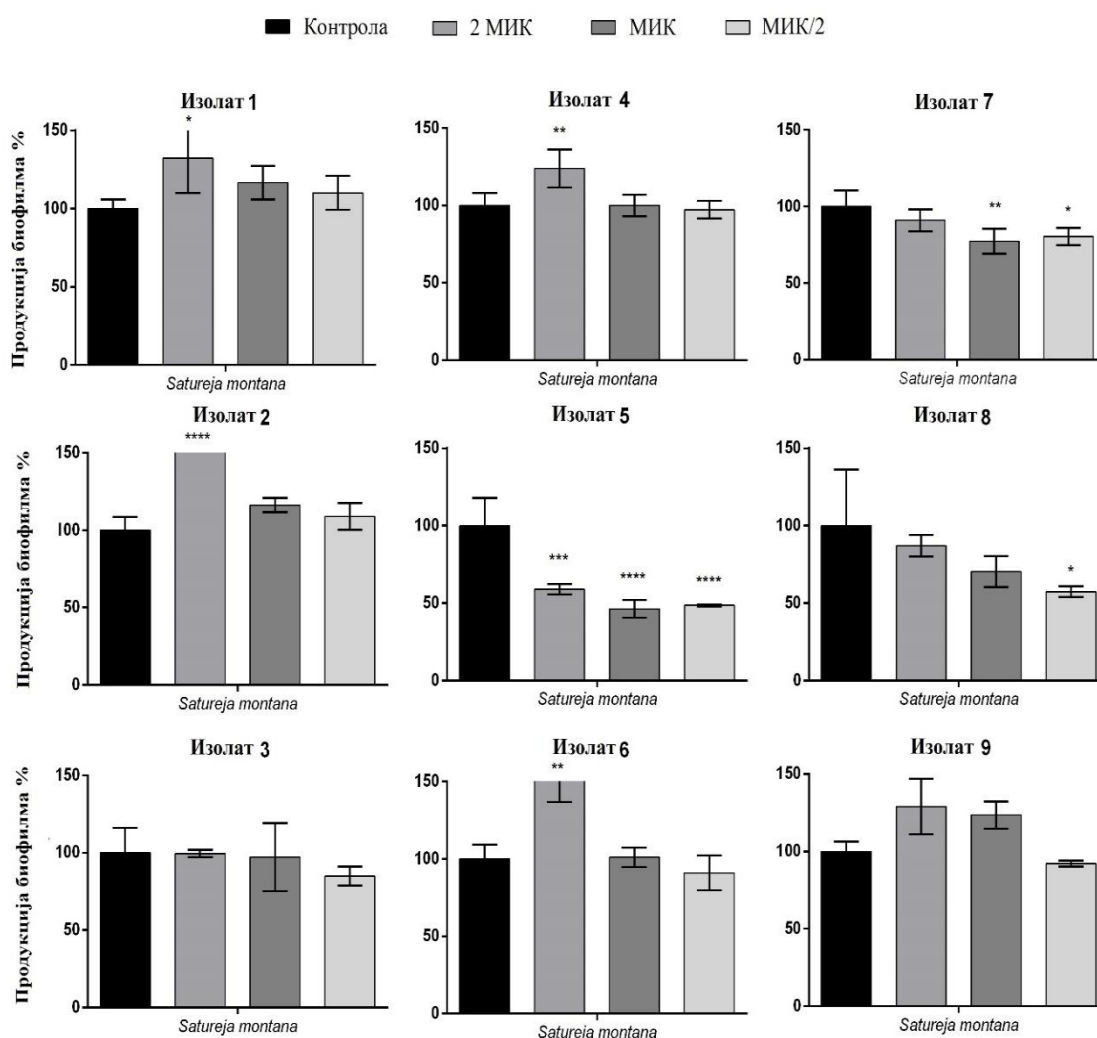 Контрола 2 МИК МИК МИК/2
Изолат 1
*
150
100
50
0
Продукција биофилма %
Satureja montana
Изолат 4
**
150
100
50
0
Satureja montana
Изолат 7
** *
150
100
50
0
Satureja montana
Изолат 2
****
150
100
50
0
Продукција биофилма %
Satureja montana
Изолат 5
*** **** ****
150
100
50
0
Satureja montana
Изолат 8
*
150
100
50
0
Satureja montana
Изолат 3
150
100
50
0
Продукција биофилма %
Satureja montana
Изолат 6
**
150
100
50
0
Satureja montana
Изолат 9
150
100
50
0
Satureja montana